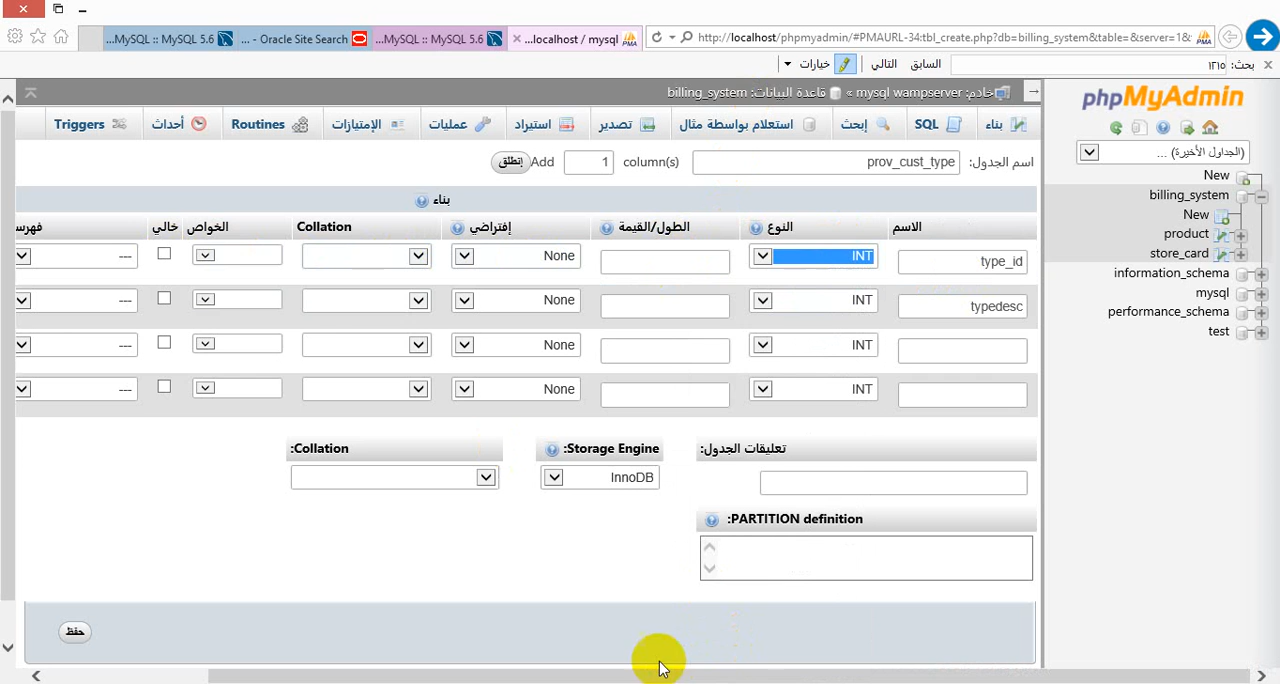 ...MySQL :: MySQL 5.6
... - Oracle Site Search
...MySQL :: MySQL 5.6
...localhost / mysql
http://localhost/phpmyadmin/#PMAURL-34:tbl_create.php?db=billing_system&table=&server=1&
بحث: ١٢١٥
السابق
التالي
خيارات
خادم: mysql wampserver » قاعدة البيانات: billing_system
phpMyAdmin
بناء
SQL
إبحث
استعلام بواسطة مثال
تصدير
استيراد
عمليات
الإمتيازات
Routines
أحداث
Triggers
(الجداول الأخيرة) ...
اسم الجدول: prov_cust_type
Add 1 column(s)
إنطلق
New
billing_system
New
product
store_card
information_schema
mysql
performance_schema
test
بناء
الاسم
النوع
الطول/القيمة
إفتراضي
Collation
الخواص
خالي
فهرس
type_id
INT
None
---
typedesc
INT
None
---
INT
None
---
INT
None
---
تعليقات الجدول:
Storage Engine:
Collation:
InnoDB
PARTITION definition:
حفظ